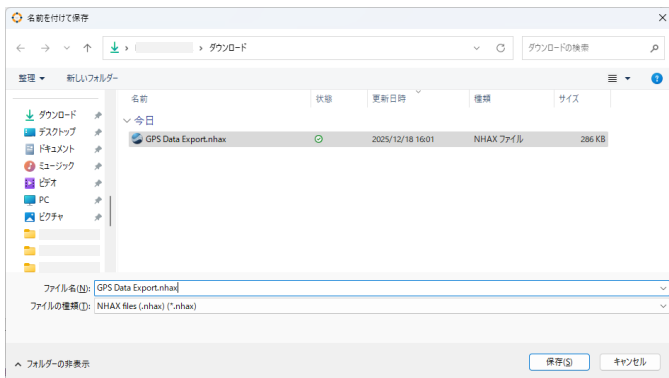 名前を付けて保存
ダウンロード
ダウンロードの検索
整理 新しいフォルダー
名前 状態 更新日時 種類 サイズ
今日
GPS Data Export.nhax 2025/12/18 16:01 NHAX ファイル 286 KB
ダウンロード
デスクトップ
ドキュメント
ミュージック
ビデオ
PC
ピクチャ
ファイル名(N): GPS Data Export.nhax
ファイルの種類(T): NHAX files (.nhax) (*.nhax)
フォルダーの非表示 保存(S) キャンセル